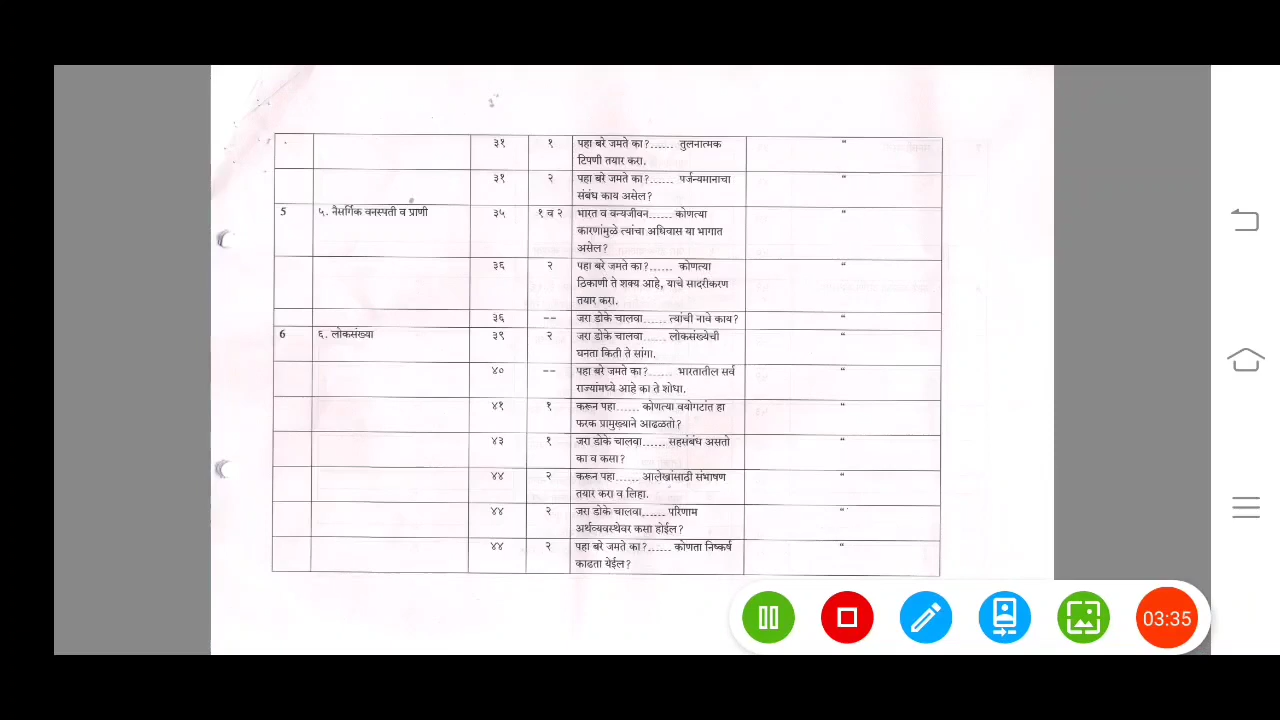 ३१ १ पहा बरे जमते का?...... तुलनात्मक "
टिपणी तयार करा.
३१ २ पहा बरे जमते का?...... पर्जन्यमानाचा "
संबंध काय असेल?
5 ५. नैसर्गिक वनस्पती व प्राणी ३५ १ व २ भारत व वन्यजीवन...... कोणत्या "
कारणांमुळे त्यांचा अधिवास या भागात
असेल?
३६ २ पहा बरे जमते का?...... कोणत्या "
ठिकाणी ते शक्य आहे, याचे सादरीकरण
तयार करा.
३६ -- जरा डोके चालवा...... त्यांची नावे काय? "
6 ६. लोकसंख्या ३९ २ जरा डोके चालवा...... लोकसंख्येची "
घनता किती ते सांगा.
४० -- पहा बरे जमते का?...... भारतातील सर्व "
राज्यांमध्ये आहे का ते शोधा.
४१ १ करून पहा...... कोणत्या वयोगटांत हा "
फरक प्रामुख्याने आढळतो?
४३ १ जरा डोके चालवा...... सहसंबंध असतो "
का व कसा?
४४ २ करून पहा...... आलेखांसाठी संभाषण "
तयार करा व लिहा.
४४ २ जरा डोके चालवा...... परिणाम "
अर्थव्यवस्थेवर कसा होईल?
४४ २ पहा बरे जमते का?...... कोणता निष्कर्ष "
काढता येईल?
03:35